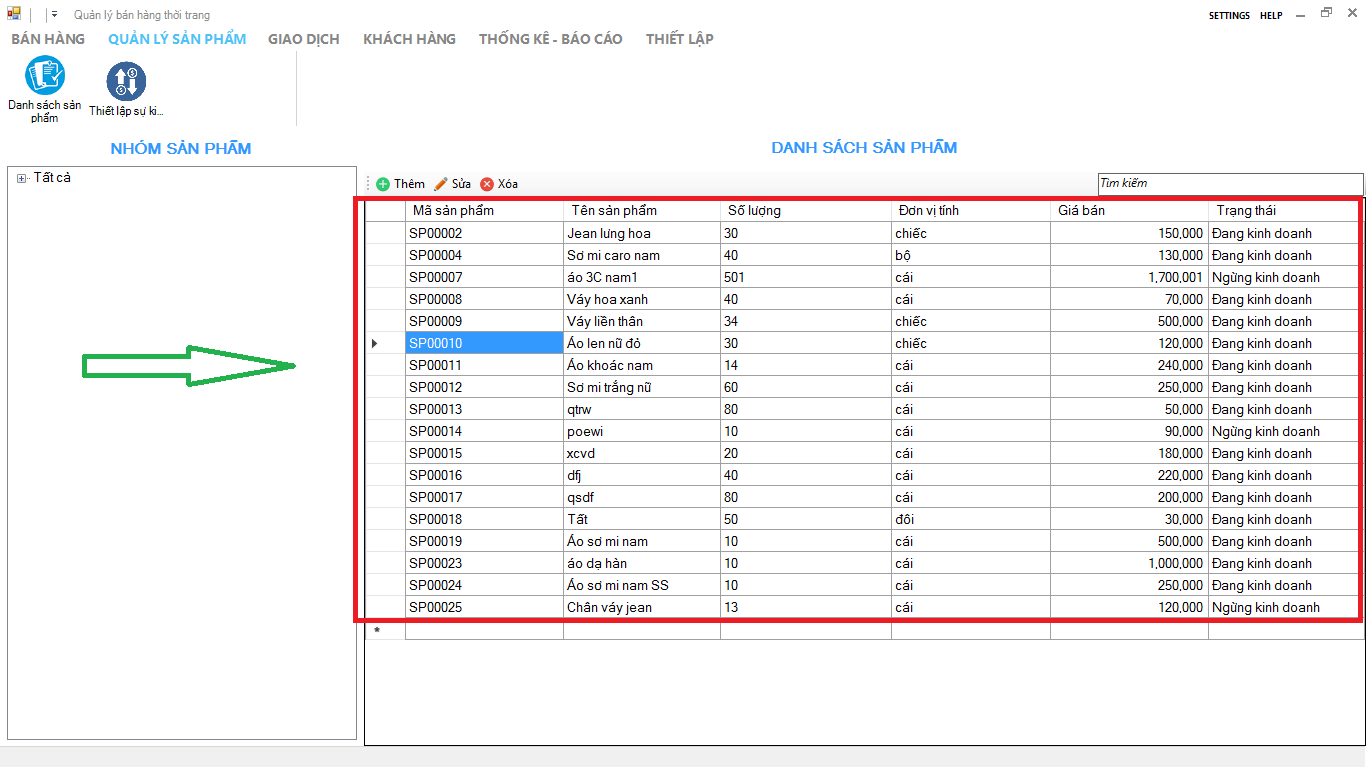 Quản lý bán hàng thời trang
SETTINGS HELP
BÁN HÀNG QUẢN LÝ SẢN PHẨM GIAO DỊCH KHÁCH HÀNG THỐNG KÊ - BÁO CÁO THIẾT LẬP
Danh sách sản
phẩm
Thiết lập sự ki...
NHÓM SẢN PHẨM
DANH SÁCH SẢN PHẨM
Tất cả
Thêm Sửa Xóa Tìm kiếm
Mã sản phẩm Tên sản phẩm Số lượng Đơn vị tính Giá bán Trạng thái
SP00002 Jean lưng hoa 30 chiếc 150,000 Đang kinh doanh
SP00004 Sơ mi caro nam 40 bộ 130,000 Đang kinh doanh
SP00007 áo 3C nam1 501 cái 1,700,001 Ngừng kinh doanh
SP00008 Váy hoa xanh 40 cái 70,000 Đang kinh doanh
SP00009 Váy liền thân 34 chiếc 500,000 Đang kinh doanh
SP00010 Áo len nữ đỏ 30 chiếc 120,000 Đang kinh doanh
SP00011 Áo khoác nam 14 cái 240,000 Đang kinh doanh
SP00012 Sơ mi trắng nữ 60 cái 250,000 Đang kinh doanh
SP00013 qtrw 80 cái 50,000 Đang kinh doanh
SP00014 poewi 10 cái 90,000 Ngừng kinh doanh
SP00015 xcvd 20 cái 180,000 Đang kinh doanh
SP00016 dfj 40 cái 220,000 Đang kinh doanh
SP00017 qsdf 80 cái 200,000 Đang kinh doanh
SP00018 Tất 50 đôi 30,000 Đang kinh doanh
SP00019 Áo sơ mi nam 10 cái 500,000 Đang kinh doanh
SP00023 áo dạ hàn 10 cái 1,000,000 Đang kinh doanh
SP00024 Áo sơ mi nam SS 10 cái 250,000 Đang kinh doanh
SP00025 Chân váy jean 13 cái 120,000 Ngừng kinh doanh